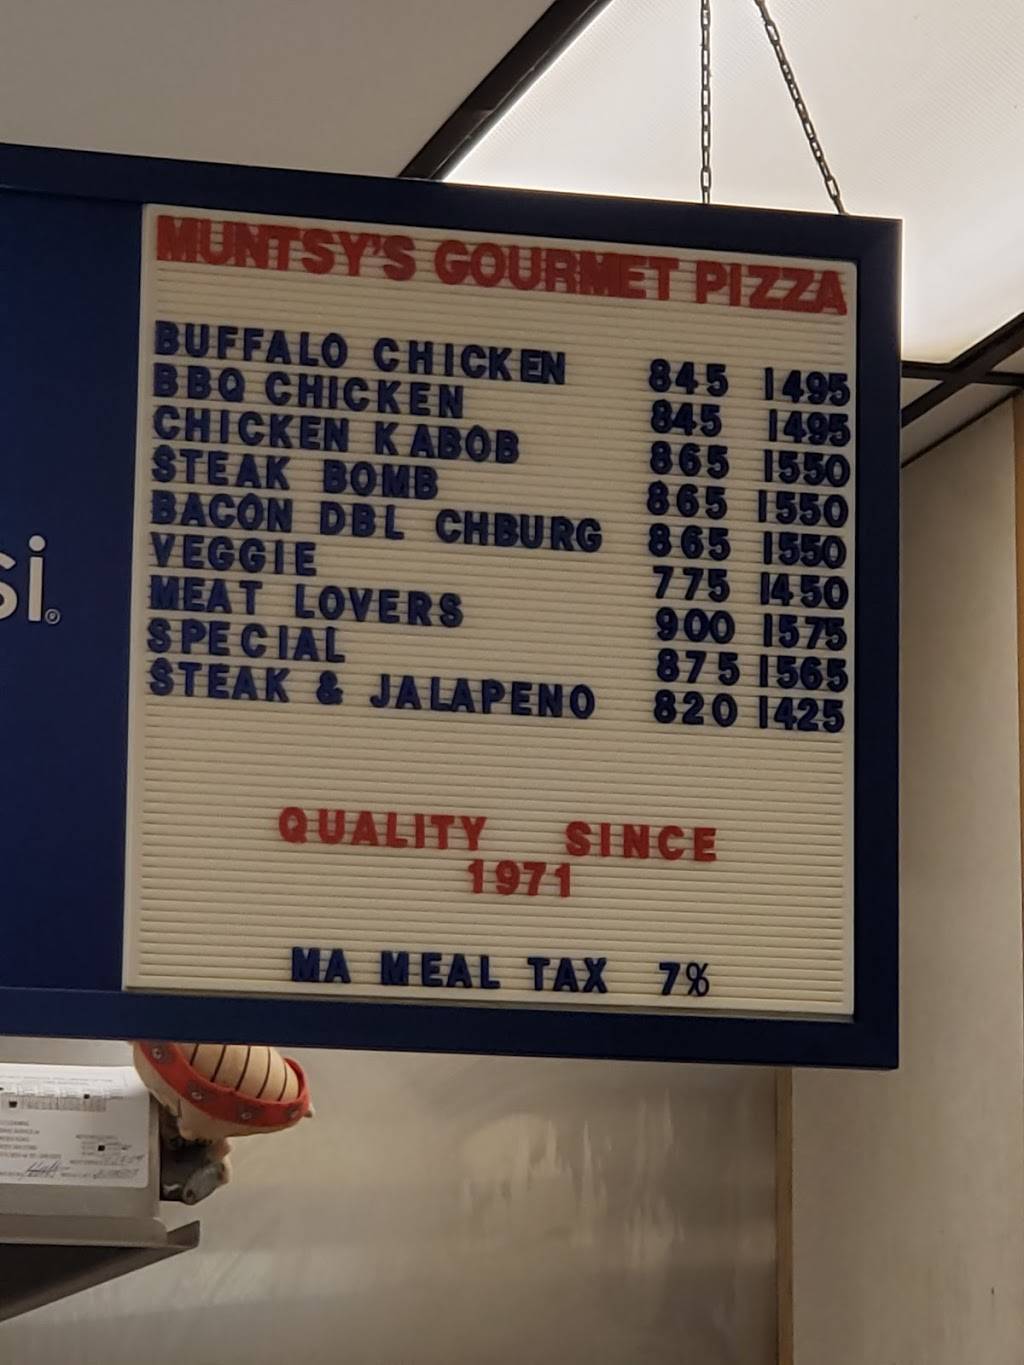 MUNTSY'S GOURMET PIZZA
BUFFALO CHICKEN 845 1495
BBQ CHICKEN 845 1495
CHICKEN KABOB 865 1550
STEAK BOMB 865 1550
BACON DBL CHBURG 865 1550
VEGGIE 775 1450
MEAT LOVERS 900 1575
SPECIAL 875 1565
STEAK & JALAPENO 820 1425
QUALITY SINCE
1971
MA MEAL TAX 7%
si®